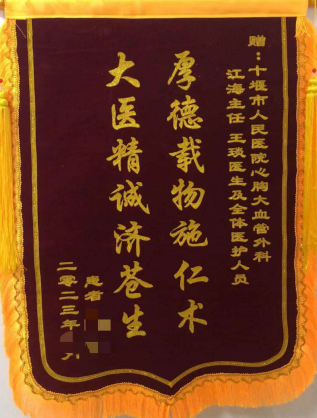 赠：十堰市人民医院心胸大血管外科
江海主任 王琰医生及全体医护人员
厚德载物施仁术
大医精诚济苍生
患者
二零二三年